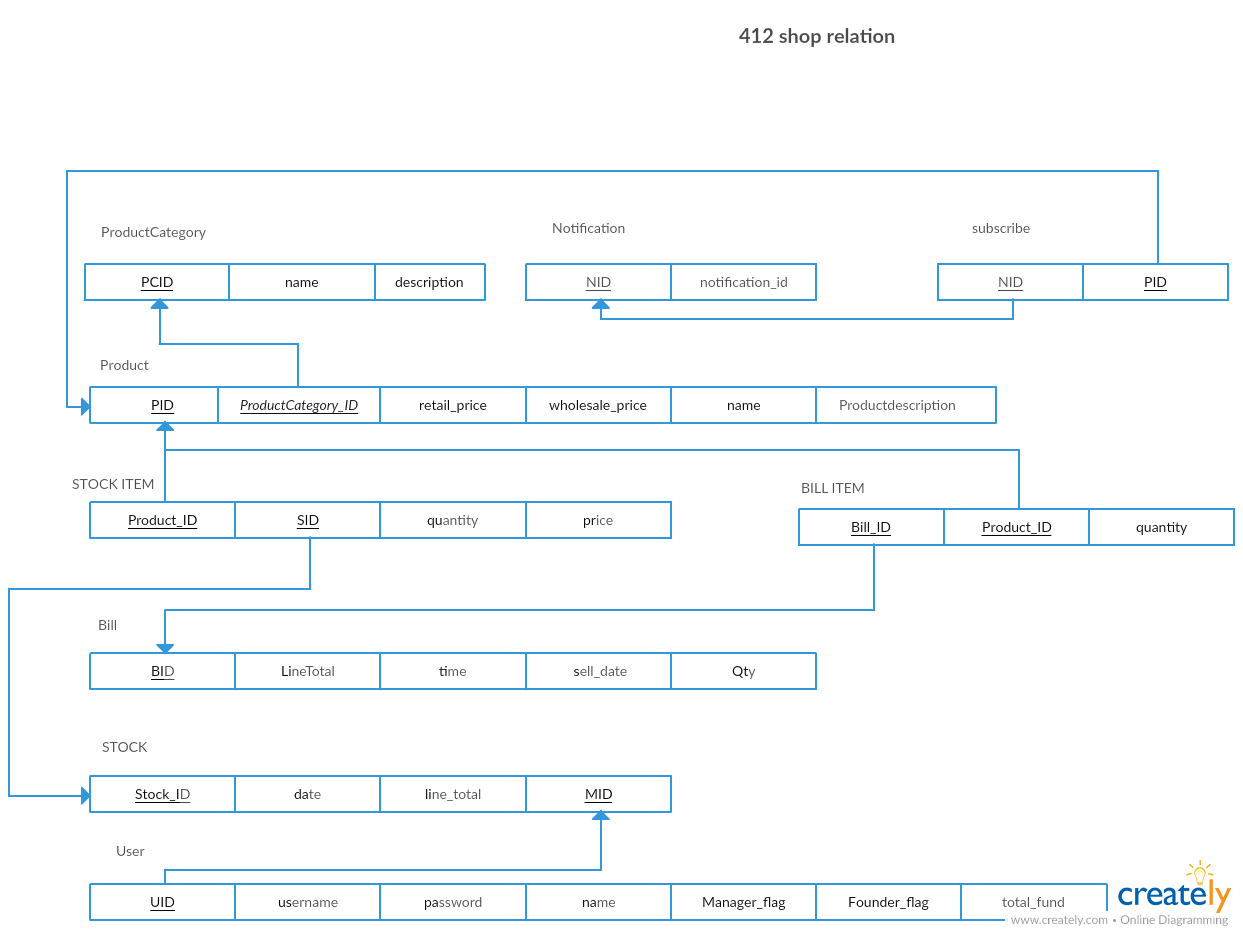 412 shop relation
ProductCategory
Notification
subscribe
PCID name description
NID notification_id
NID PID
Product
PID ProductCategory_ID retail_price wholesale_price name Productdescription
STOCK ITEM
BILL ITEM
Product_ID SID quantity price
Bill_ID Product_ID quantity
Bill
BID LineTotal time sell_date Qty
STOCK
Stock_ID date line_total MID
User
UID username password name Manager_flag Founder_flag total_fund
creately
www.creately.com • Online Diagramming